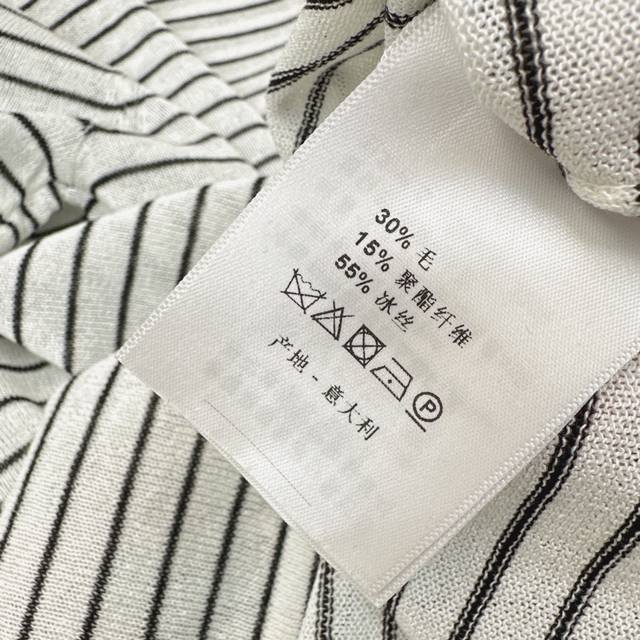 30% 毛
15% 聚酯纤维
55% 冰丝
P
产地 - 意大利